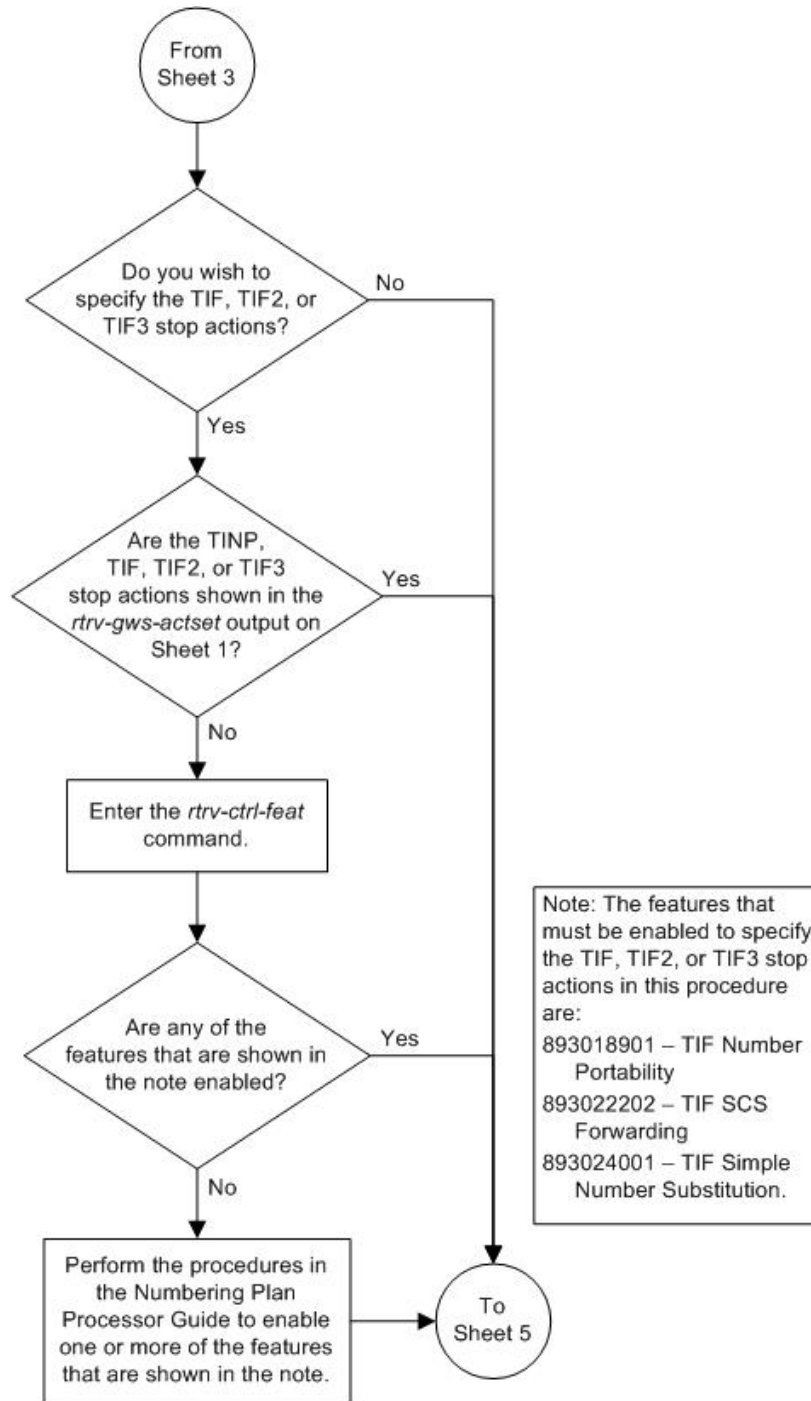 From
Sheet 3
Do you wish to
specify the TIF, TIF2, or
TIF3 stop actions?
No
Yes
Are the TINP,
TIF, TIF2, or TIF3
stop actions shown in the
rtrv-gws-actset output on
Sheet 1?
Yes
No
Enter the rtrv-ctrl-feat
command.
Are any of the
features that are shown in
the note enabled?
Yes
No
Perform the procedures in
the Numbering Plan
Processor Guide to enable
one or more of the features
that are shown in the note.
To
Sheet 5
Note: The features that
must be enabled to specify
the TIF, TIF2, or TIF3 stop
actions in this procedure
are:
893018901 – TIF Number
Portability
893022202 – TIF SCS
Forwarding
893024001 – TIF Simple
Number Substitution.